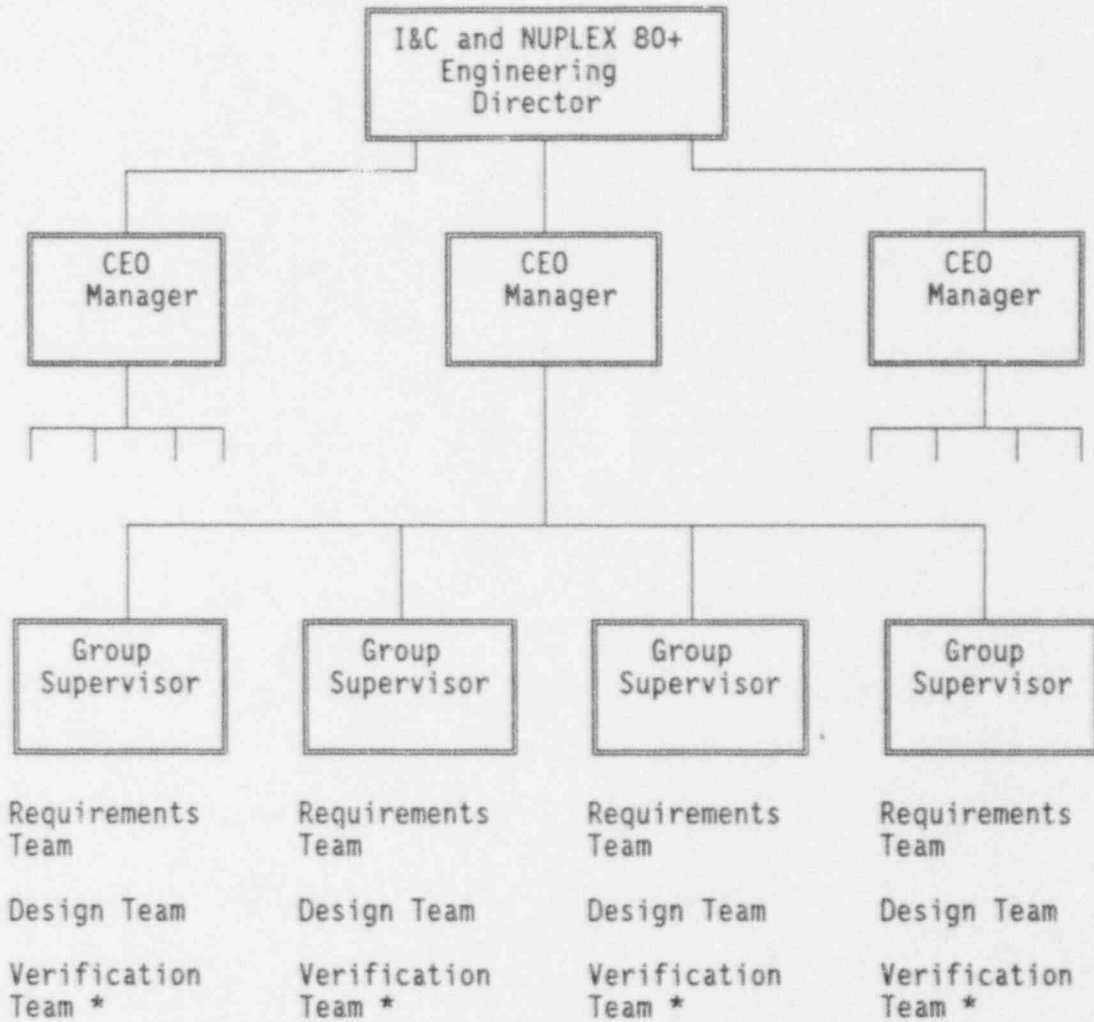 I&C and NUPLEX 80+
Engineering
Director
CEO
Manager
CEO
Manager
CEO
Manager
Group
Supervisor
Group
Supervisor
Group
Supervisor
Group
Supervisor
Requirements
Team
Requirements
Team
Requirements
Team
Requirements
Team
Design Team
Design Team
Design Team
Design Team
Verification
Team *
Verification
Team *
Verification
Team *
Verification
Team *